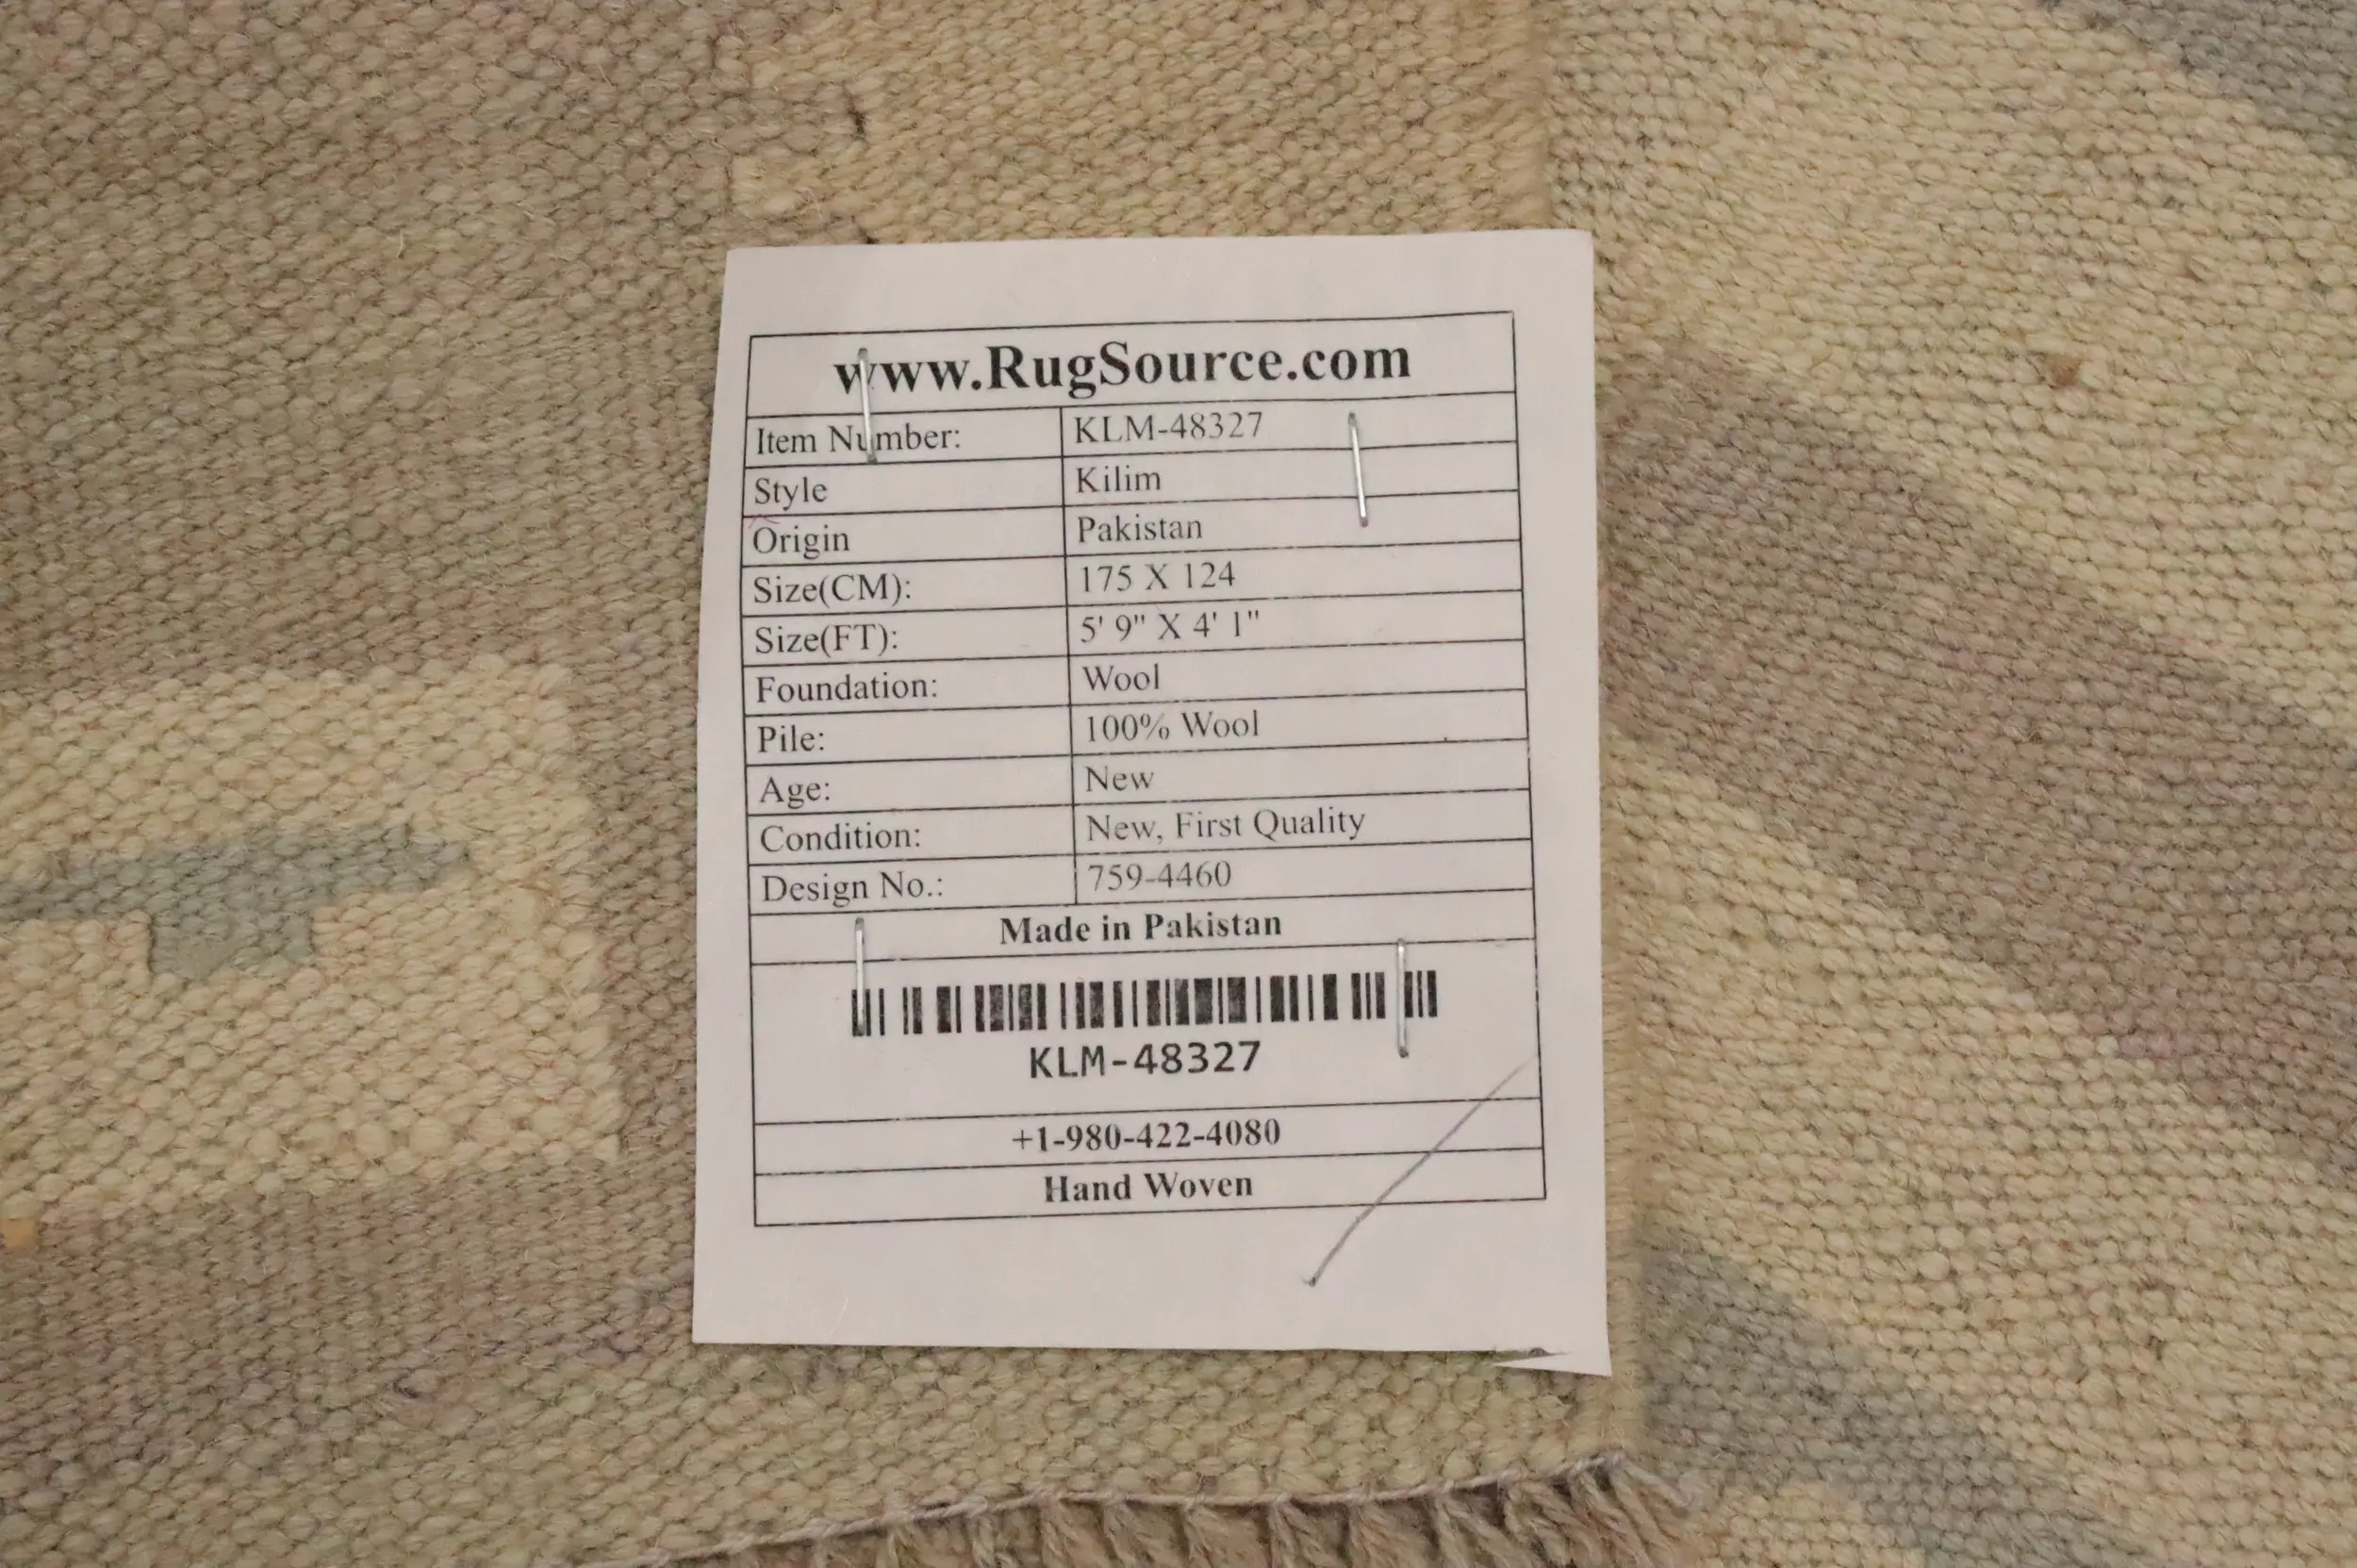 www.RugSource.com
Item Number: KLM-48327
Style Kilim
Origin Pakistan
Size(CM): 175 X 124
Size(FT): 5' 9" X 4' 1"
Foundation: Wool
Pile: 100% Wool
Age: New
Condition: New, First Quality
Design No.: 759-4460
Made in Pakistan
KLM-48327
+1-980-422-4080
Hand Woven